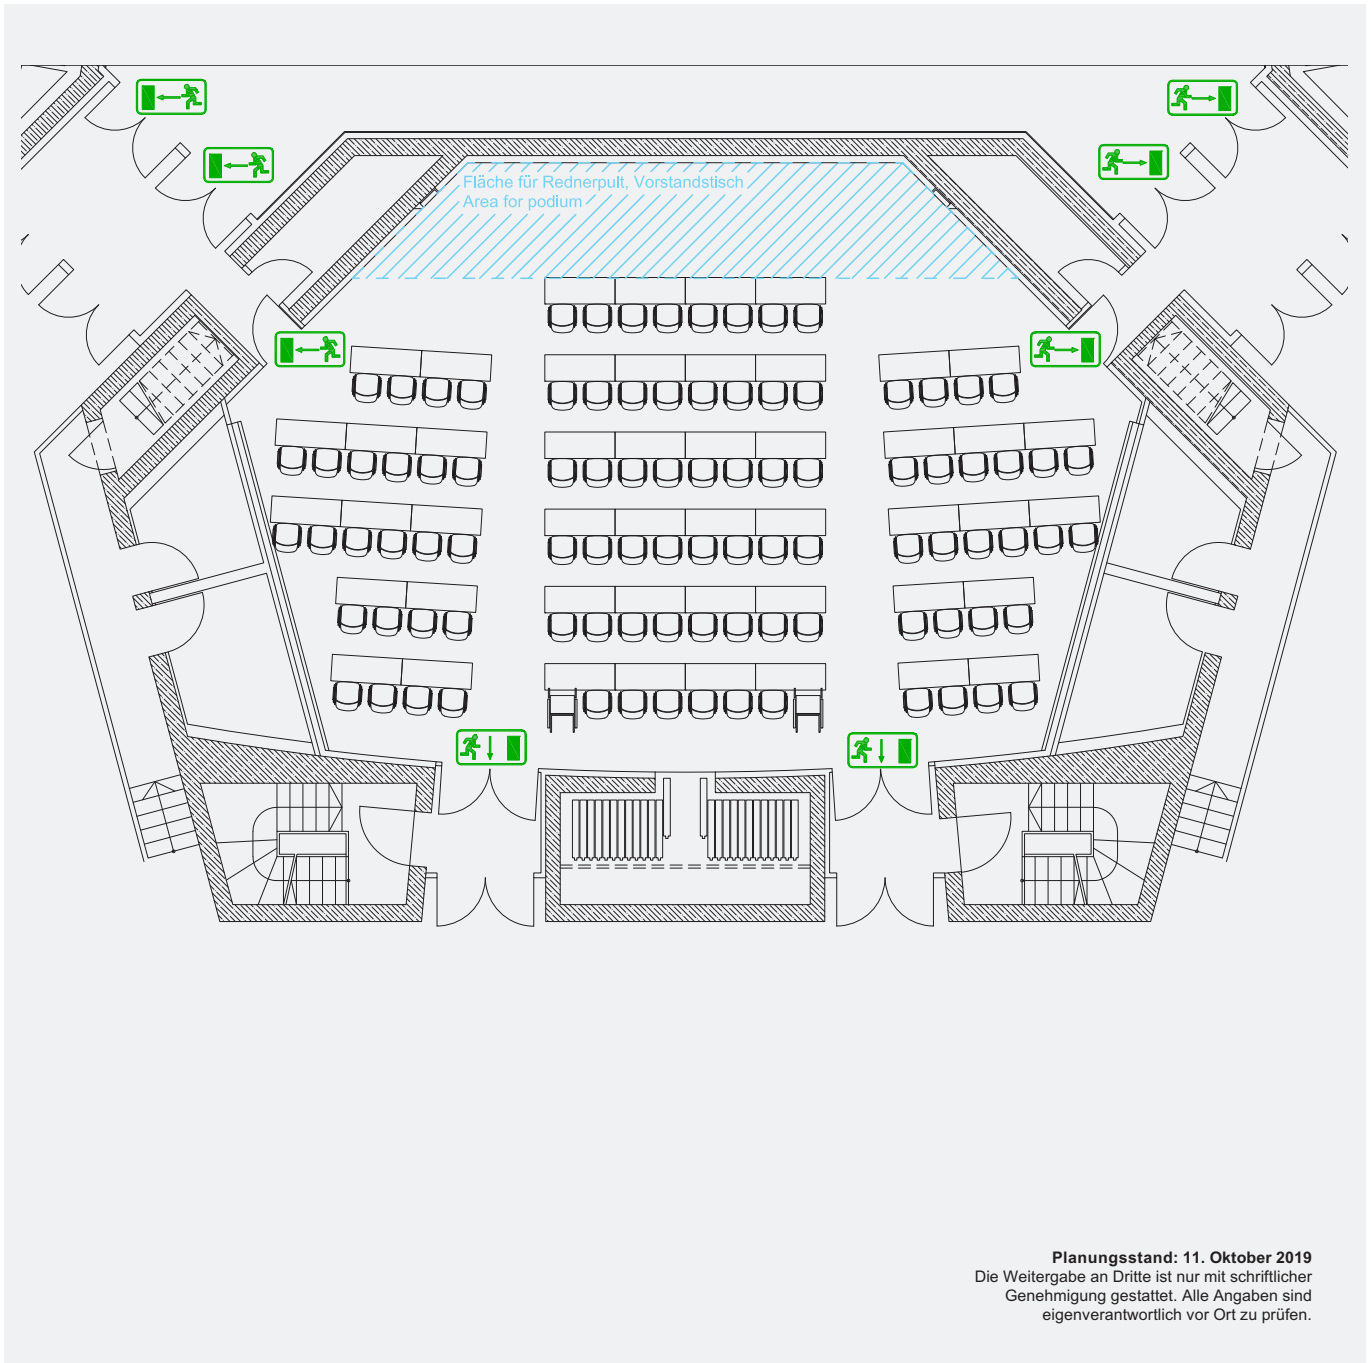 Fläche für Rednerpult, Vorstandstisch
Area for podium
Planungsstand: 11. Oktober 2019
Die Weitergabe an Dritte ist nur mit schriftlicher
Genehmigung gestattet. Alle Angaben sind
eigenverantwortlich vor Ort zu prüfen.